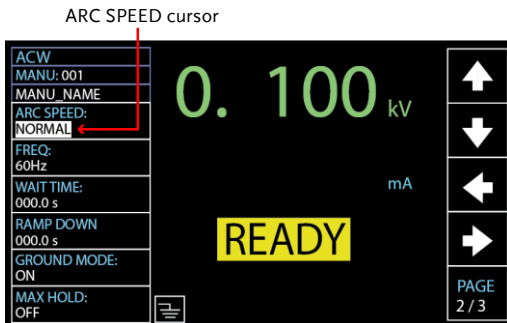 ARC SPEED cursor
ACW
MANU: 001
MANU_NAME
ARC SPEED:
NORMAL
FREQ:
60Hz
WAIT TIME:
000.0 s
RAMP DOWN
000.0 s
GROUND MODE:
ON
MAX HOLD:
OFF
0. 100 kV
mA
READY
PAGE
2 / 3